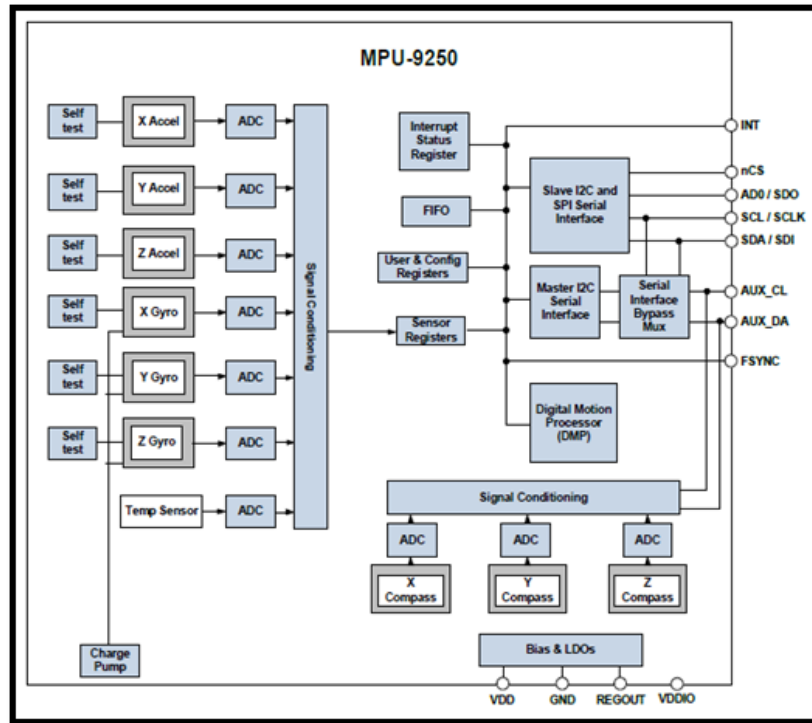 MPU-9250
Self
test
X Accel
ADC
Self
test
Y Accel
ADC
Self
test
Z Accel
ADC
Self
test
X Gyro
ADC
Self
test
Y Gyro
ADC
Self
test
Z Gyro
ADC
Temp Sensor
ADC
Charge
Pump
Signal Conditioning
Interrupt
Status
Register
FIFO
User & Config
Registers
Sensor
Registers
Slave I2C and
SPI Serial
Interface
Master I2C
Serial
Interface
Serial
Interface
Bypass
Mux
Digital Motion
Processor
(DMP)
INT
nCS
AD0 / SDO
SCL / SCLK
SDA / SDI
AUX_CL
AUX_DA
FSYNC
Signal Conditioning
ADC
ADC
ADC
X
Compass
Y
Compass
Z
Compass
Bias & LDOs
VDD
GND
REGOUT
VDDIO